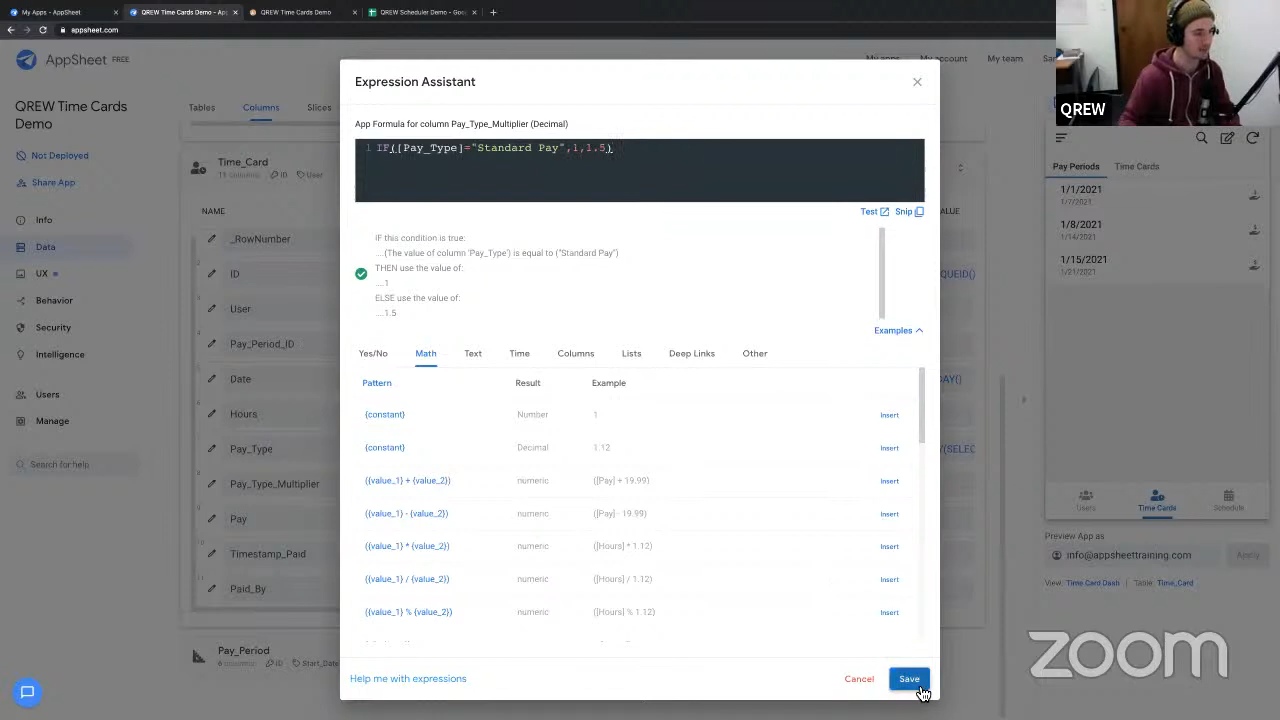 My Apps - AppSheet
QREW Time Cards Demo - App
QREW Time Cards Demo
QREW Scheduler Demo - Goo
appsheet.com
AppSheet FREE
My apps
My account
My team
QREW
QREW Time Cards
Demo
Not Deployed
Share App
Info
Data
UX
Behavior
Security
Intelligence
Users
Manage
Search for help
Tables
Columns
Slices
Time_Card
11 columns: ID User
NAME
_RowNumber
ID
User
Pay_Period_ID
Date
Hours
Pay_Type
Pay_Type_Multiplier
Pay
Timestamp_Paid
Paid_By
Pay_Period
6 columns: ID Start_Date
Expression Assistant
App Formula for column Pay_Type_Multiplier (Decimal)
1 IF([Pay_Type]="Standard Pay",1,1.5)
Test Snip
IF this condition is true:
....(The value of column 'Pay_Type') is equal to ("Standard Pay")
THEN use the value of:
....1
ELSE use the value of:
....1.5
Examples
Yes/No Math Text Time Columns Lists Deep Links Other
Pattern Result Example
{constant} Number 1 Insert
{constant} Decimal 1.12 Insert
({value_1} + {value_2}) numeric ([Pay] + 19.99) Insert
({value_1} - {value_2}) numeric ([Pay] - 19.99) Insert
({value_1} * {value_2}) numeric ([Hours] * 1.12) Insert
({value_1} / {value_2}) numeric ([Hours] / 1.12) Insert
({value_1} % {value_2}) numeric ([Hours] % 1.12) Insert
Help me with expressions
Cancel
Save
Pay Periods Time Cards
1/1/2021
1/7/2021
1/8/2021
1/14/2021
1/15/2021
1/21/2021
Users Time Cards Schedule
Preview App as
info@appsheettraining.com Apply
View: Time Card Dash | Table: Time_Card
zoom